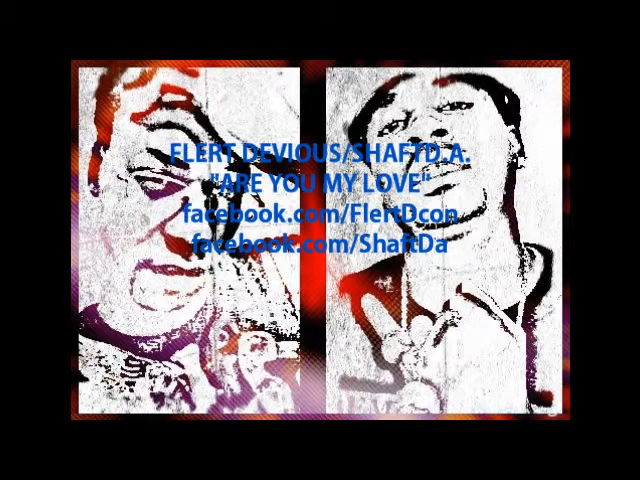 FLERT DEVIOUS/SHAFTD.A.
"ARE YOU MY LOVE"
facebook.com/FlertDcon
facebook.com/ShaftDa